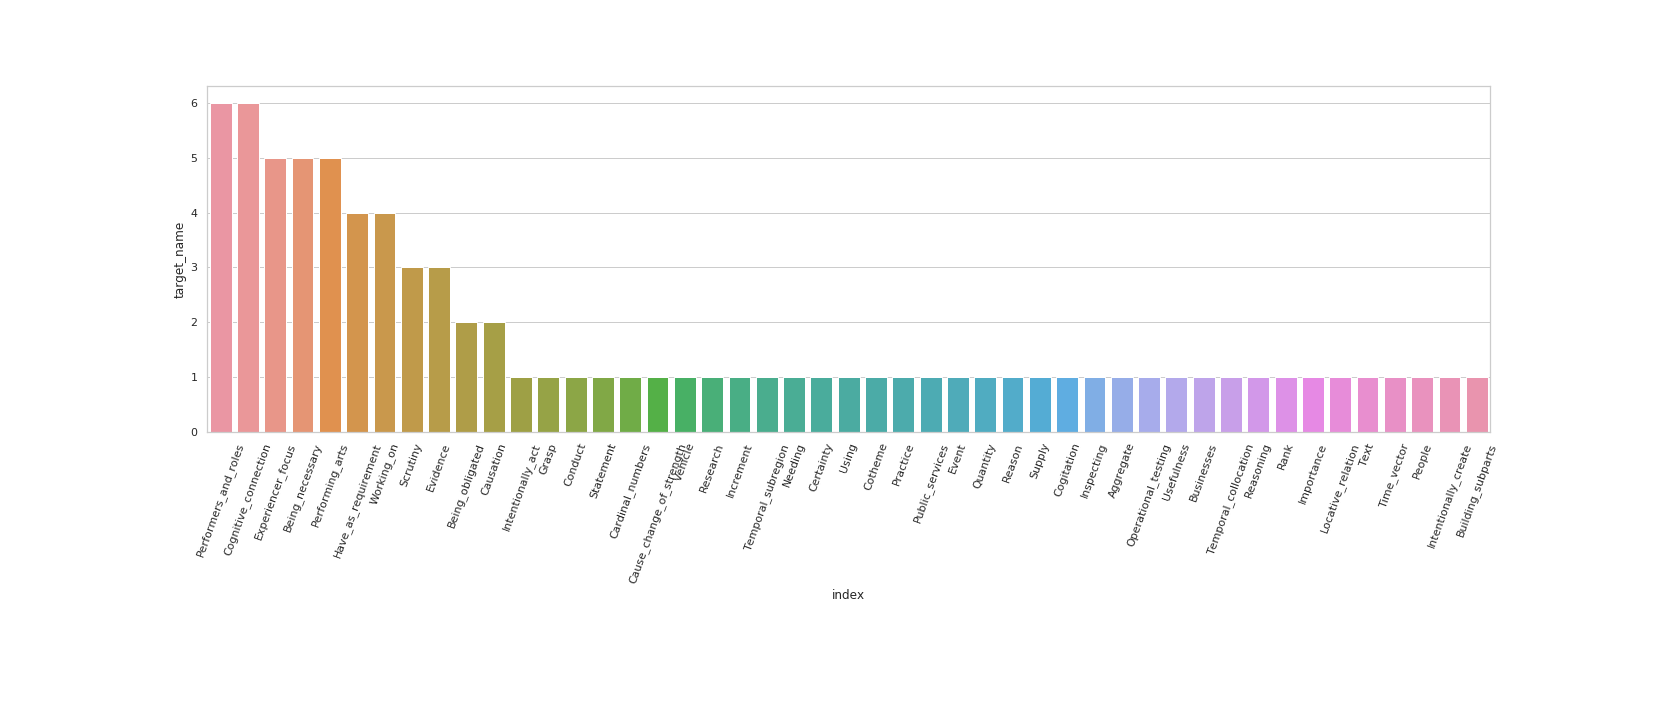 6
5
4
3
2
1
0
target_name
Performers_and_roles
Cognitive_connection
Experiencer_focus
Being_necessary
Performing_arts
Have_as_requirement
Working_on
Scrutiny
Evidence
Being_obligated
Causation
Intentionally_act
Grasp
Conduct
Statement
Cardinal_numbers
Cause_change_of_strength
Vehicle
Research
Increment
Temporal_subregion
Needing
Certainty
Using
Cotheme
Practice
Public_services
Event
Quantity
Reason
Supply
Cogitation
Inspecting
Aggregate
Operational_testing
Usefulness
Businesses
Temporal_collocation
Reasoning
Rank
Importance
Locative_relation
Text
Time_vector
People
Intentionally_create
Building_subparts
index